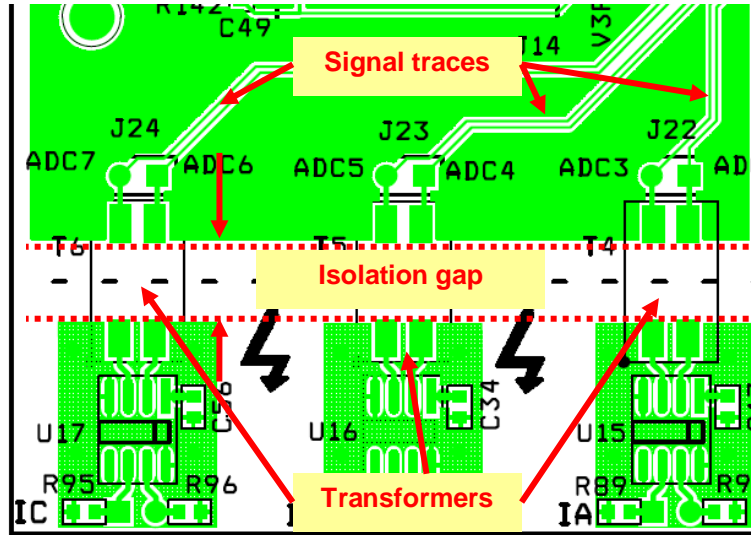 R142
C49
V3P
J14
Signal traces
J24
J23
J22
ADC7
ADC6
ADC5
ADC4
ADC3
AD
T6
T5
T4
Isolation gap
C56
C34
U17
U16
U15
R95
R96
Transformers
R89
R9
IC
I
IA